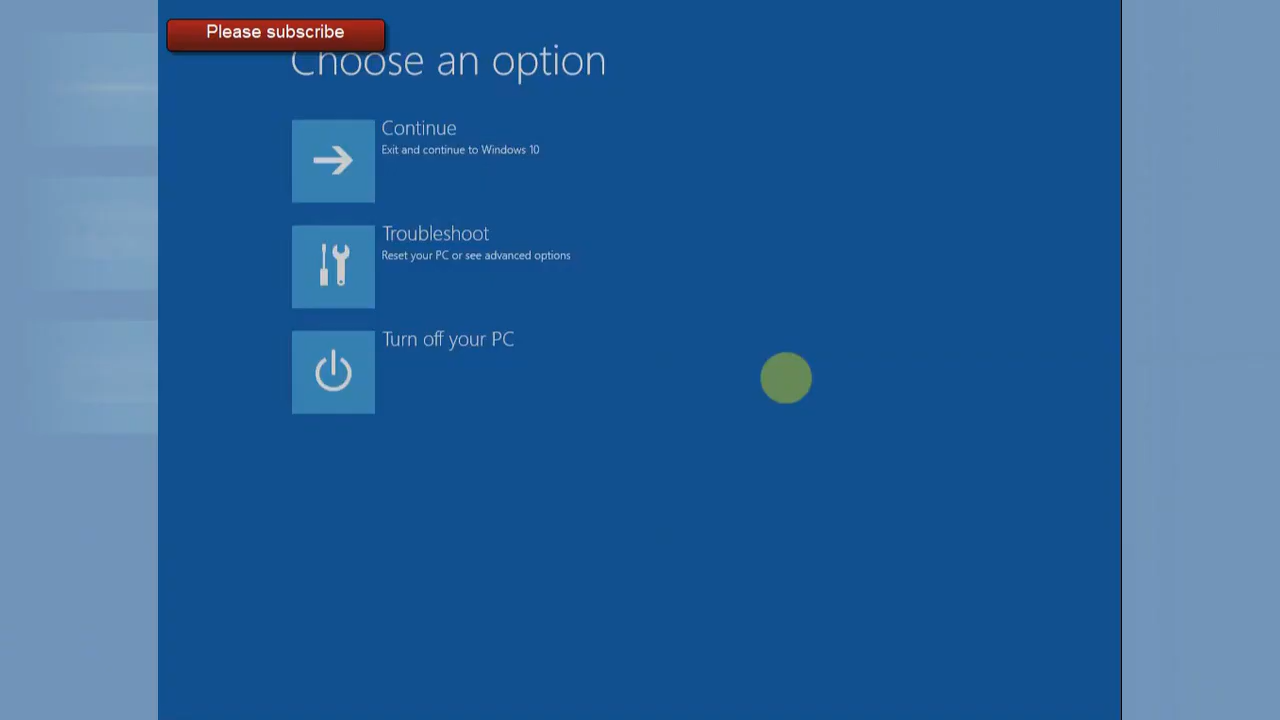 Please subscribe
Choose an option
Continue
Exit and continue to Windows 10
Troubleshoot
Reset your PC or see advanced options
Turn off your PC